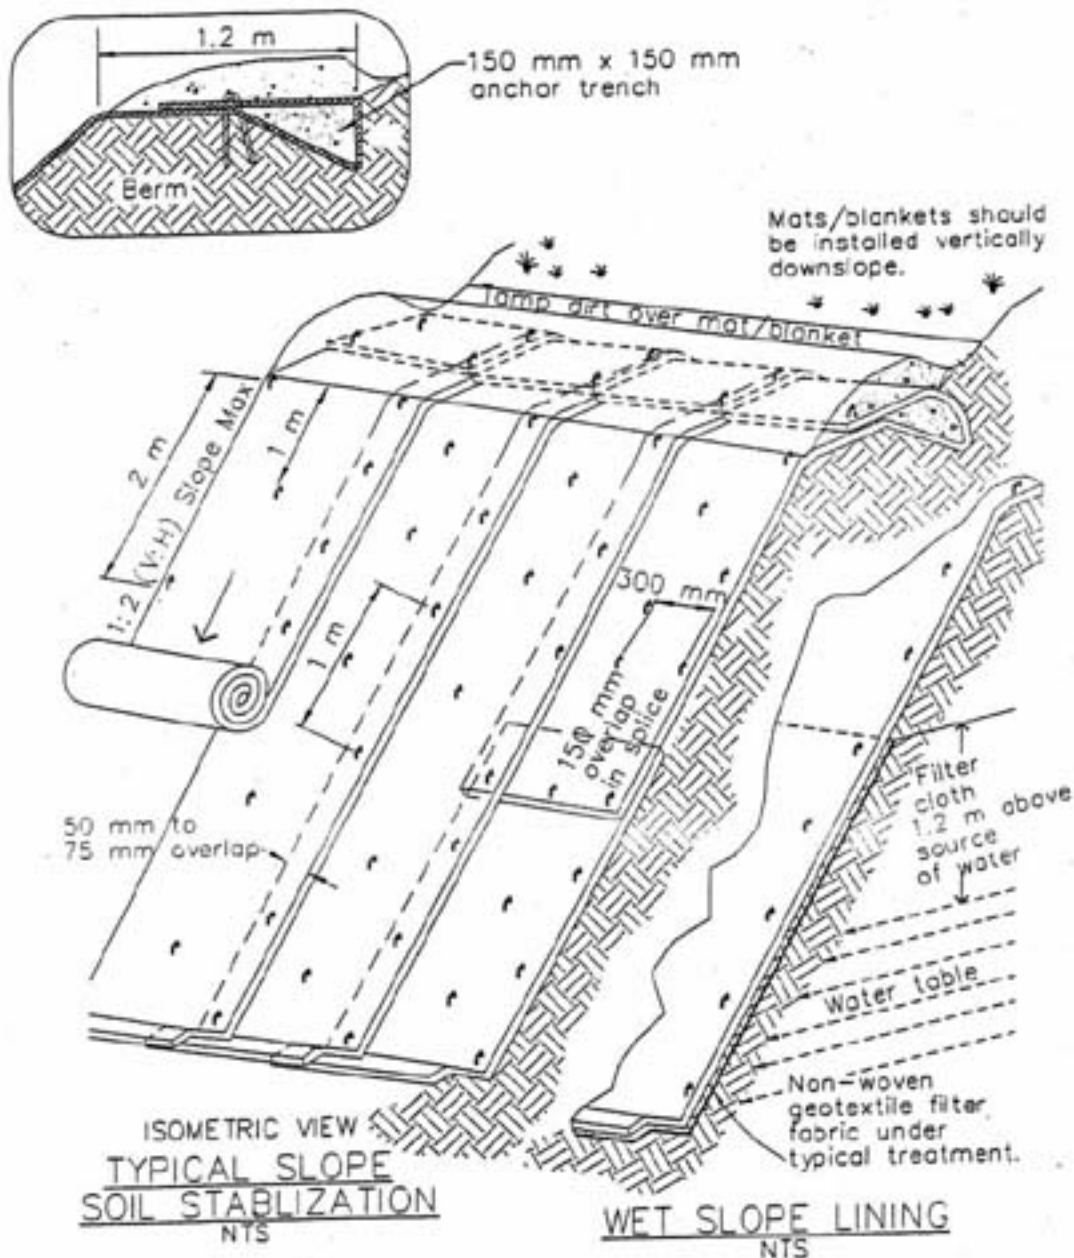 1.2 m
150 mm x 150 mm
anchor trench
Berm
Mats/blankets should
be installed vertically
downslope.
Tamp dirt over mat/blanket
2 m
1 m
1:2 (V:H) Slope Max
300 mm
1 m
150 mm
overlap
in splice
50 mm to
75 mm overlap
Filter
cloth
1.2 m above
source
of water
Water table
Non-woven
geotextile filter
fabric under
typical treatment.
ISOMETRIC VIEW
TYPICAL SLOPE
SOIL STABLIZATION
NTS
WET SLOPE LINING
NTS